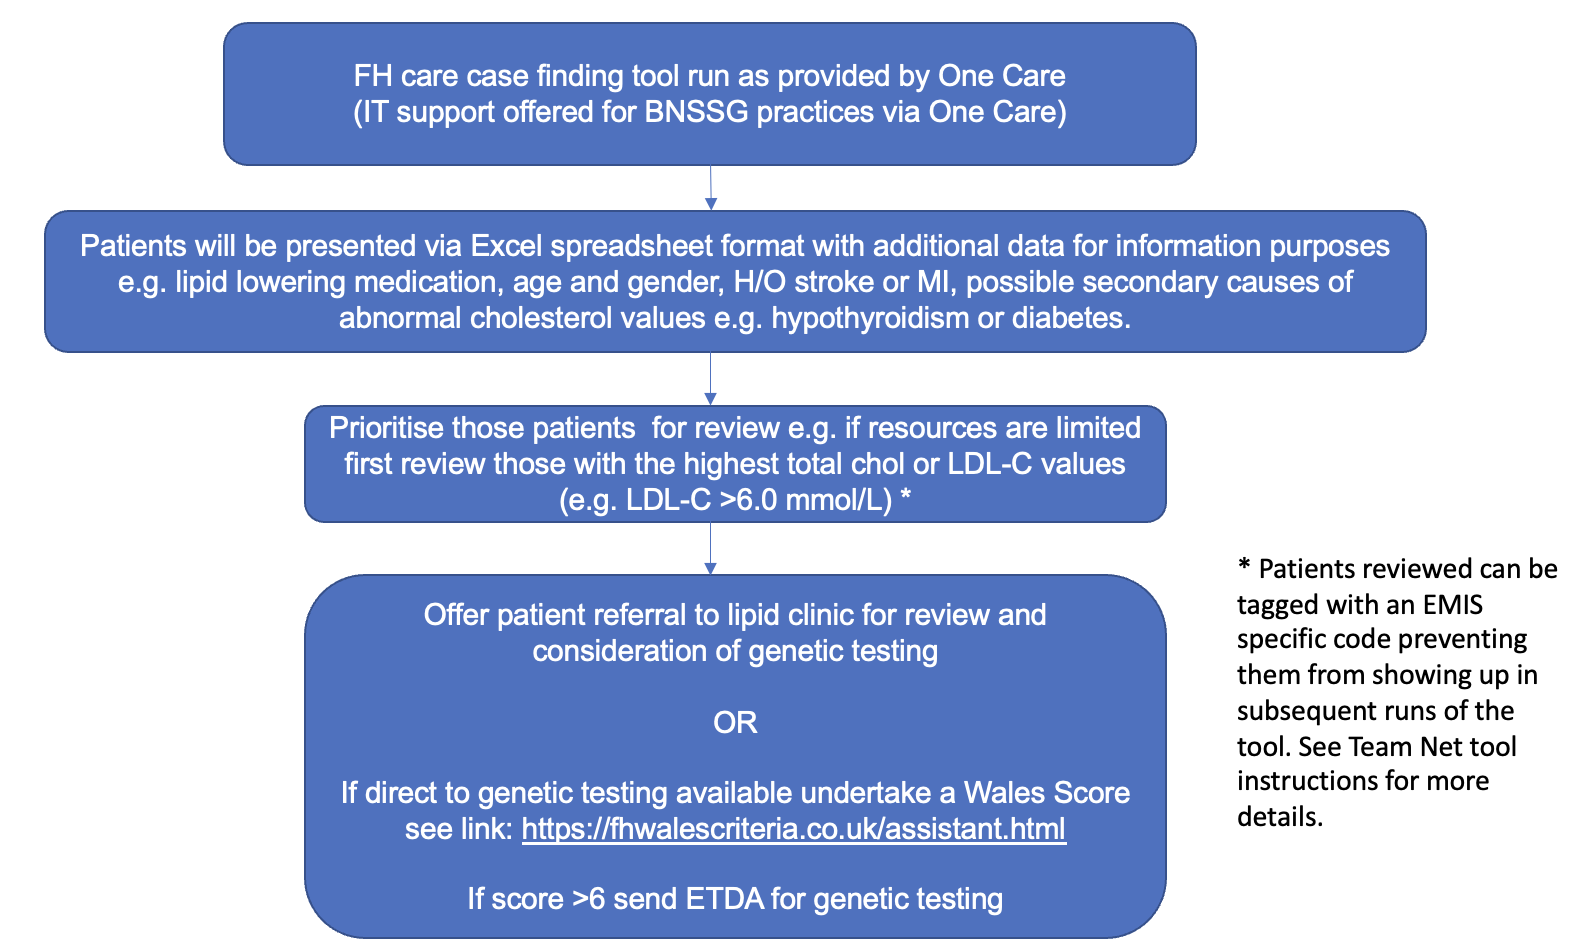 FH care case finding tool run as provided by One Care
(IT support offered for BNSSG practices via One Care)
Patients will be presented via Excel spreadsheet format with additional data for information purposes
e.g. lipid lowering medication, age and gender, H/O stroke or MI, possible secondary causes of
abnormal cholesterol values e.g. hypothyroidism or diabetes.
Prioritise those patients  for review e.g. if resources are limited
first review those with the highest total chol or LDL-C values
(e.g. LDL-C >6.0 mmol/L) *
Offer patient referral to lipid clinic for review and
consideration of genetic testing
OR
If direct to genetic testing available undertake a Wales Score
see link: https://fhwalescriteria.co.uk/assistant.html
If score >6 send ETDA for genetic testing
* Patients reviewed can be
tagged with an EMIS
specific code preventing
them from showing up in
subsequent runs of the
tool. See Team Net tool
instructions for more
details.